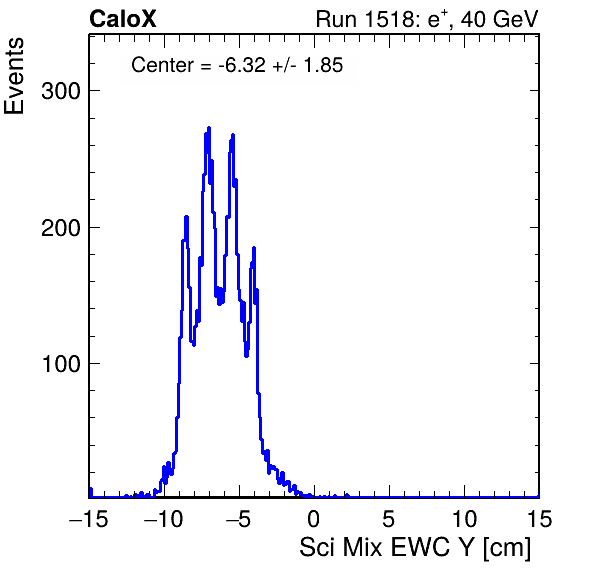 CaloX Run 1518: e+, 40 GeV
Center = -6.32 +/- 1.85
Events
300
200
100
−15 −10 −5 0 5 10 15
Sci Mix EWC Y [cm]